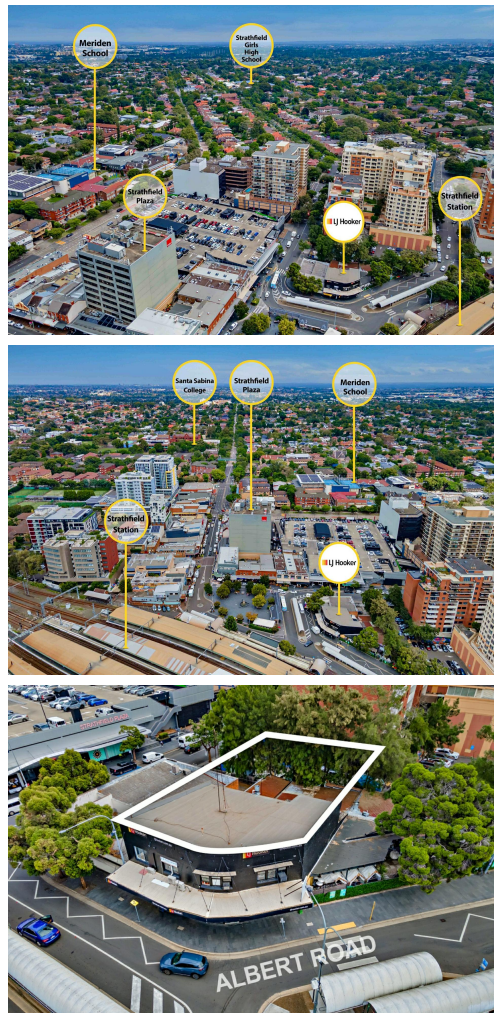 Meriden
School
Strathfield
Girls
High
School
Strathfield
Plaza
LJ Hooker
Strathfield
Station
Santa Sabina
College
Strathfield
Plaza
Meriden
School
Strathfield
Station
LJ Hooker
ALBERT ROAD